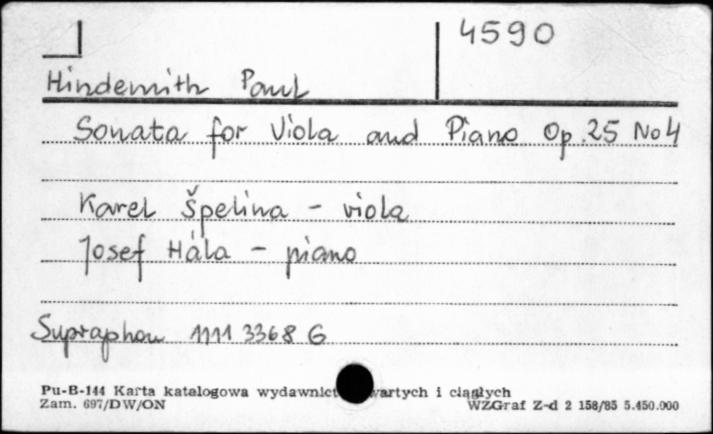 4590
Hindemith Paul
Sonata for Viola and Piano Op. 25 No 4
Karel Špelina - viola
Josef Hála - piano
Supraphon 1111 3368 G
Pu-B-144 Karta katalogowa wydawnict wartych i ciągłych
Zam. 697/DW/ON WZGraf Z-d 2 158/85 5.450.000